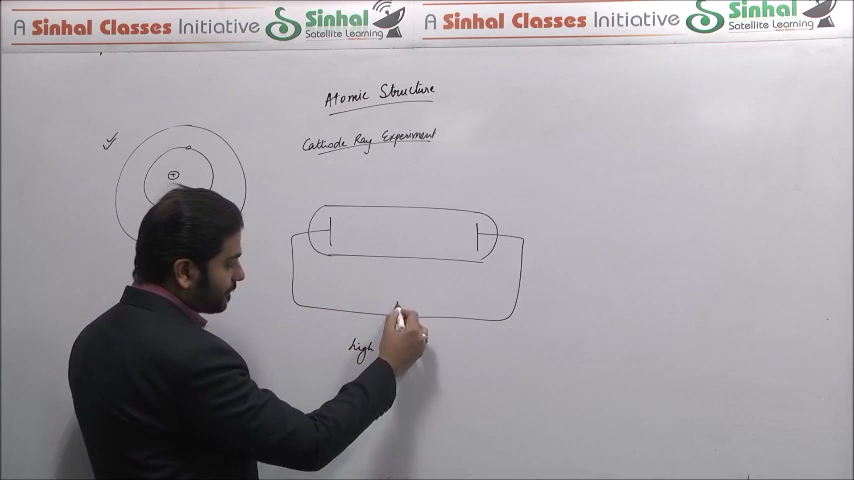 A Sinhal Classes Initiative Sinhal Satellite Learning A Sinhal Classes Initiative Sinhal Satellite Learning
Atomic Structure
Cathode Ray Experiment
+
high